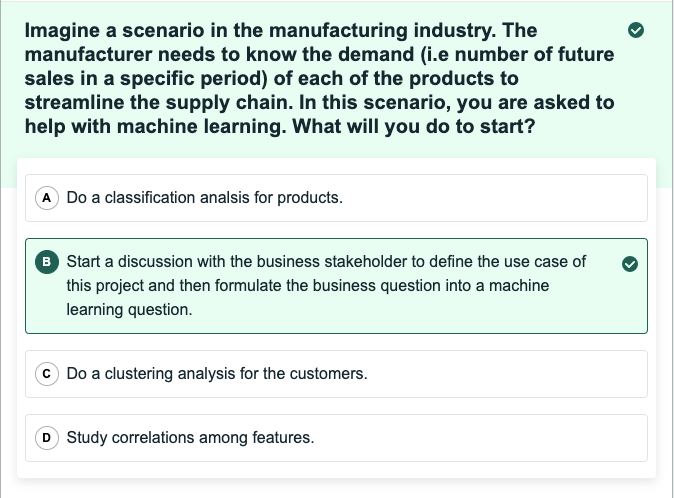 Imagine a scenario in the manufacturing industry. The
manufacturer needs to know the demand (i.e number of future
sales in a specific period) of each of the products to
streamline the supply chain. In this scenario, you are asked to
help with machine learning. What will you do to start?
A Do a classification analsis for products.
B Start a discussion with the business stakeholder to define the use case of
this project and then formulate the business question into a machine
learning question.
C Do a clustering analysis for the customers.
D Study correlations among features.